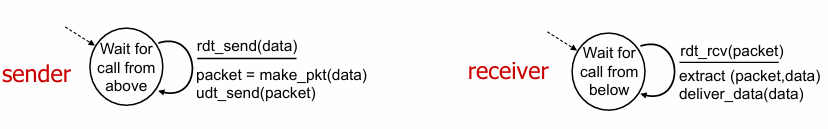 sender
Wait for
call from
above
rdt_send(data)
packet = make_pkt(data)
udt_send(packet)
receiver
Wait for
call from
below
rdt_rcv(packet)
extract (packet,data)
deliver_data(data)